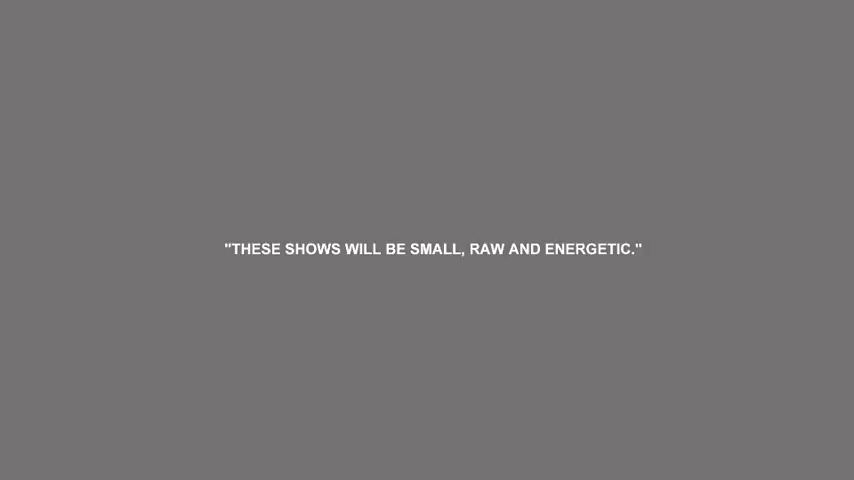 "THESE SHOWS WILL BE SMALL, RAW AND ENERGETIC."